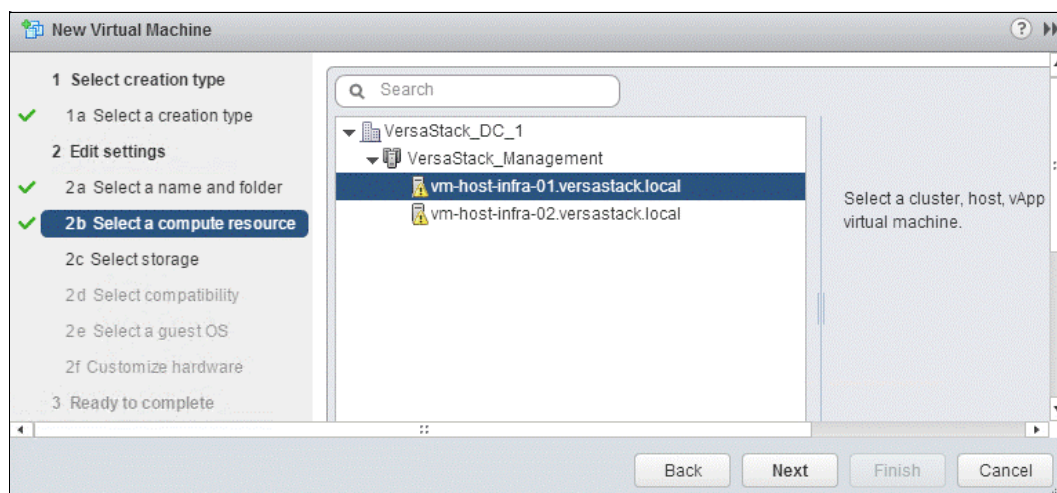 New Virtual Machine
?
1 Select creation type
1a Select a creation type
2 Edit settings
2a Select a name and folder
2b Select a compute resource
2c Select storage
2d Select compatibility
2e Select a guest OS
2f Customize hardware
3 Ready to complete
Search
VersaStack_DC_1
VersaStack_Management
vm-host-infra-01.versastack.local
vm-host-infra-02.versastack.local
Select a cluster, host, vApp
virtual machine.
Back
Next
Finish
Cancel